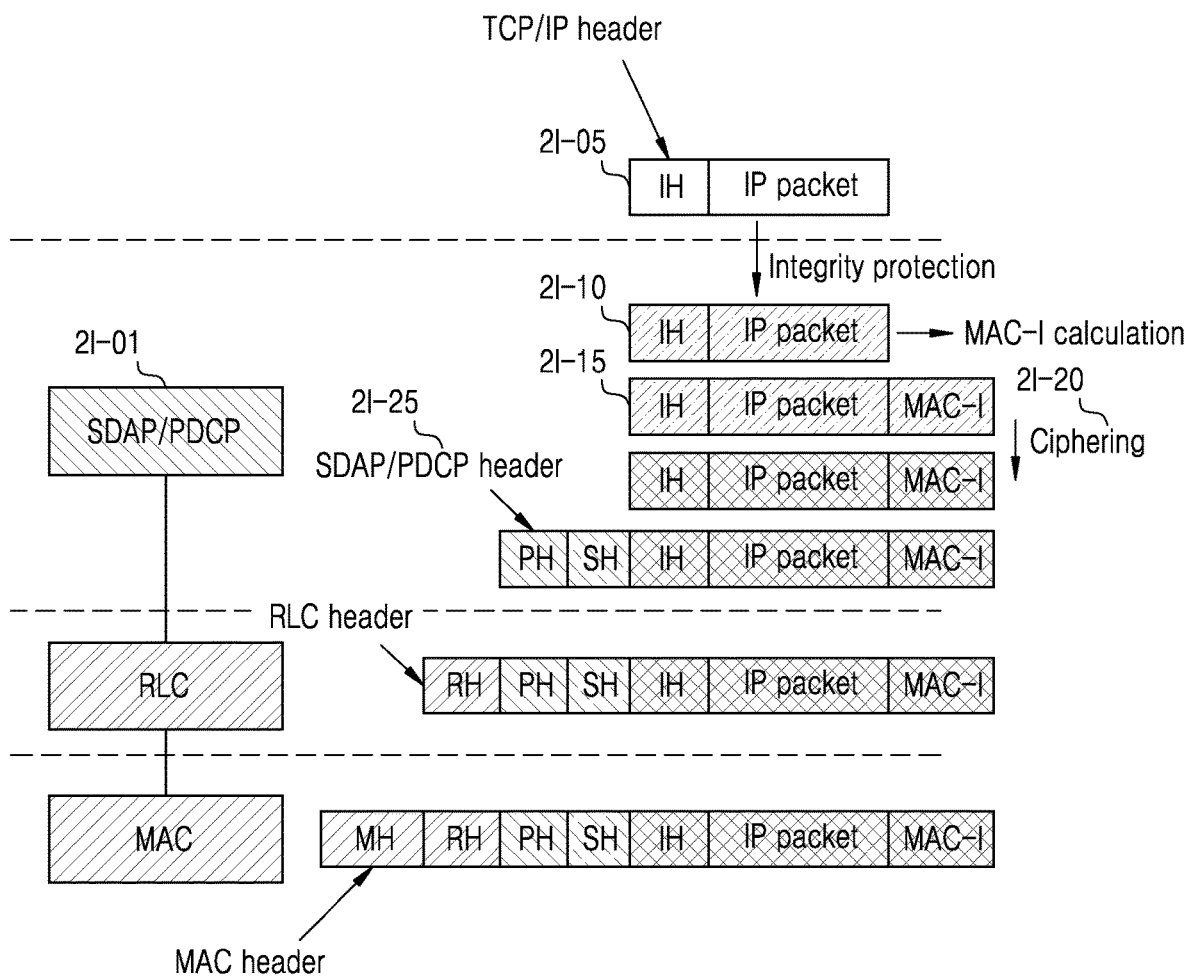 TCP/IP header
2I-05
IH IP packet
Integrity protection
2I-10
IH IP packet MAC-I calculation
2I-01
2I-15
2I-20
SDAP/PDCP
IH IP packet MAC-I
2I-25
Ciphering
SDAP/PDCP header
IH IP packet MAC-I
PH SH IH IP packet MAC-I
RLC header
RLC
RH PH SH IH IP packet MAC-I
MAC
MH RH PH SH IH IP packet MAC-I
MAC header